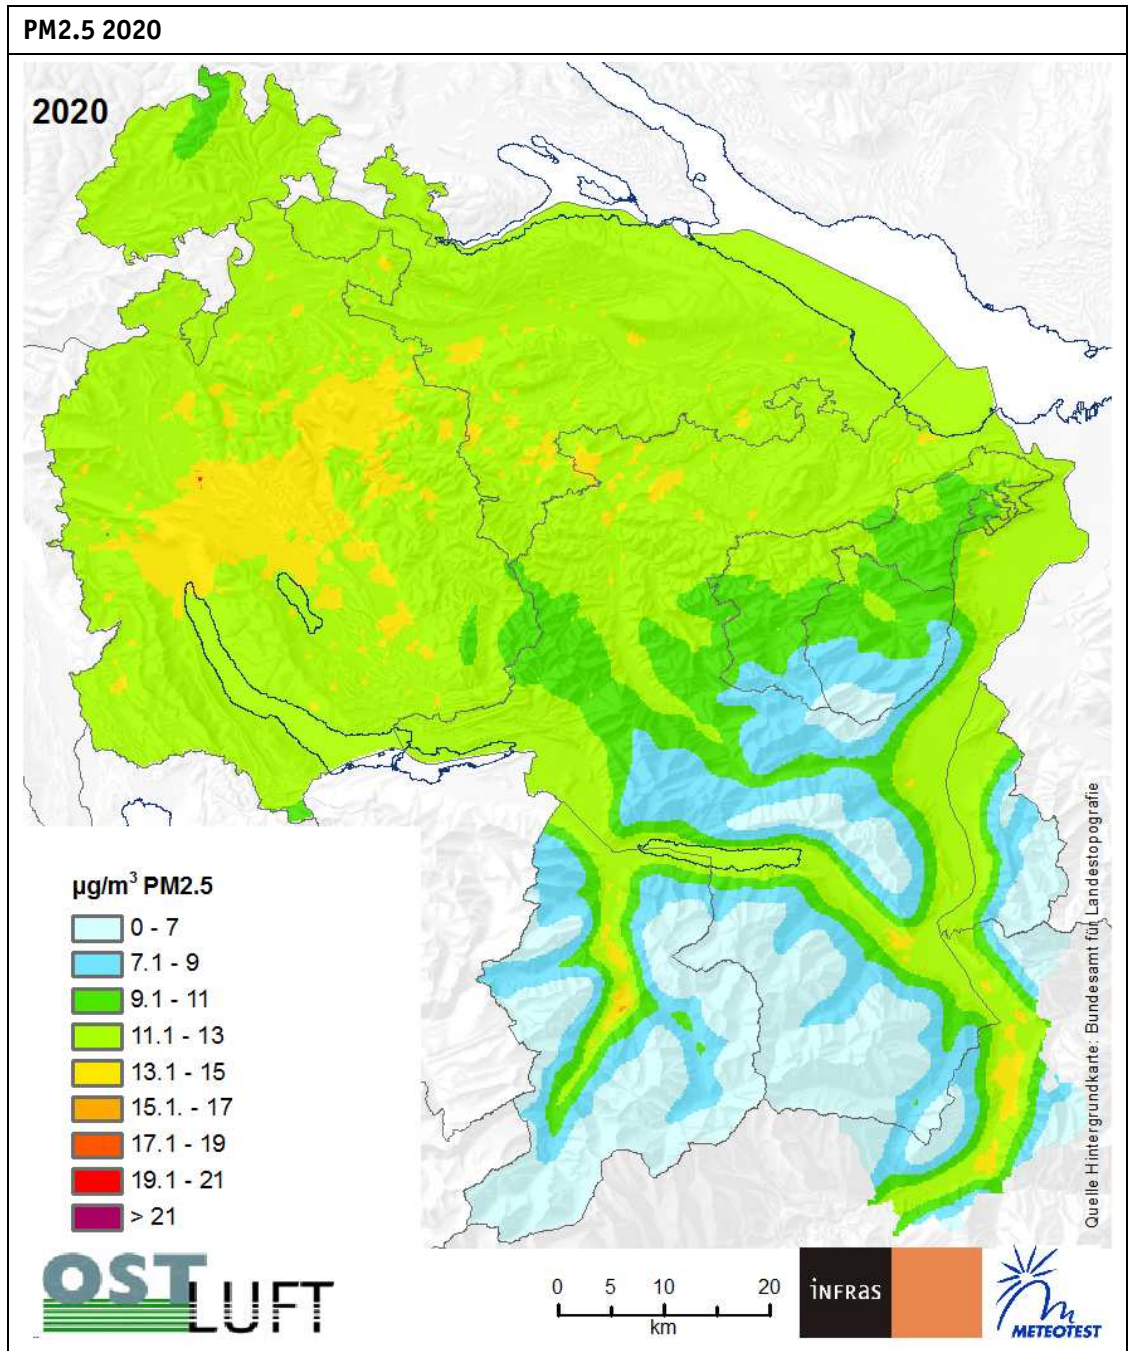 PM2.5 2020
2020
µg/m³ PM2.5
0 - 7
7.1 - 9
9.1 - 11
11.1 - 13
13.1 - 15
15.1. - 17
17.1 - 19
19.1 - 21
> 21
Quelle Hintergrundkarte: Bundesamt für Landestopografie
OST
LUFT
0 5 10 20
km
iNFRAS
METEOTEST